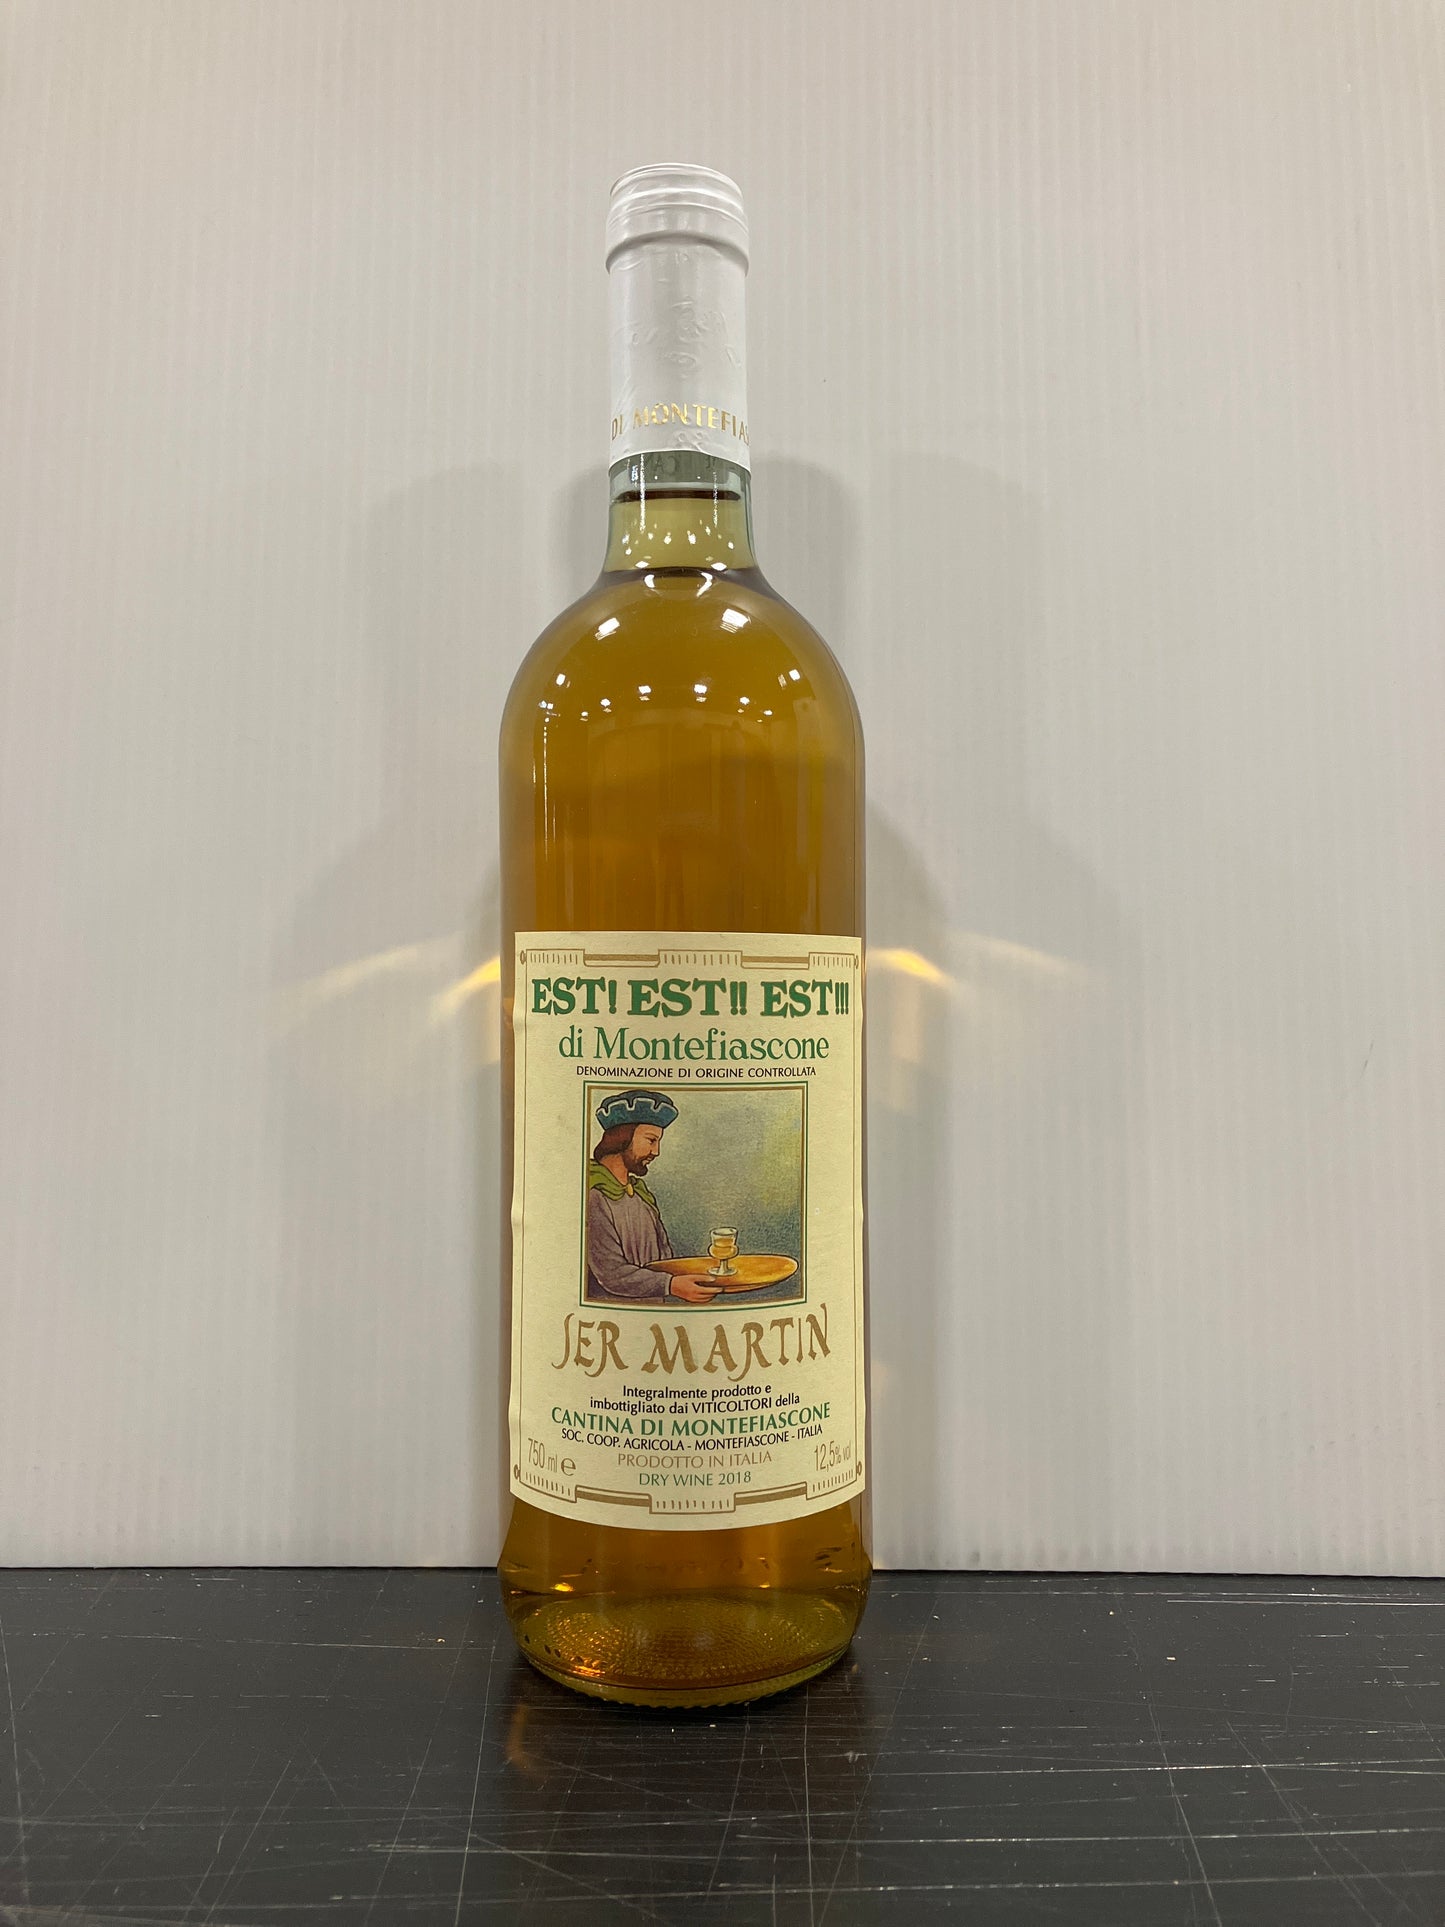 DI MONTEFIAS
EST! EST!! EST!!!
di Montefiascone
DENOMINAZIONE DI ORIGINE CONTROLLATA
SER MARTIN
Integralmente prodotto e
imbottigliato dai VITICOLTORI della
CANTINA DI MONTEFIASCONE
SOC. COOP. AGRICOLA - MONTEFIASCONE - ITALIA
750 ml e PRODOTTO IN ITALIA 12,5% vol
DRY WINE 2018